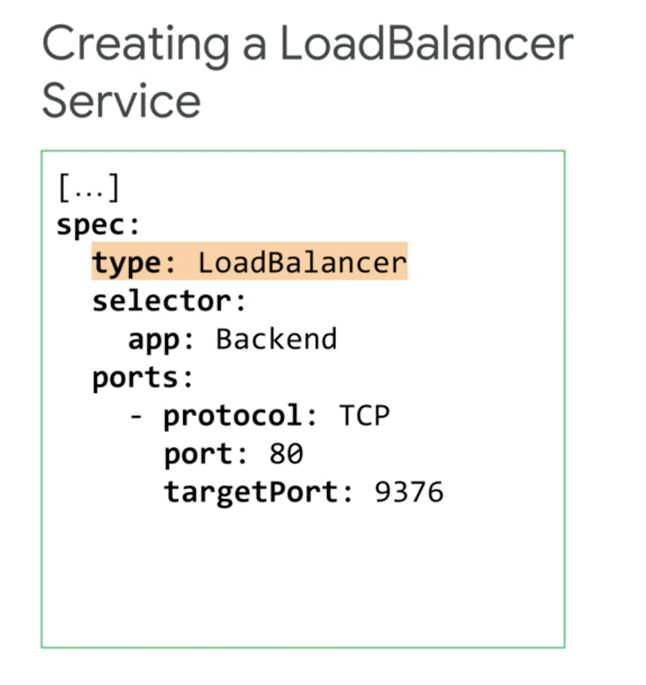 Creating a LoadBalancer
Service
[...]
spec:
  type: LoadBalancer
  selector:
    app: Backend
  ports:
    - protocol: TCP
      port: 80
      targetPort: 9376